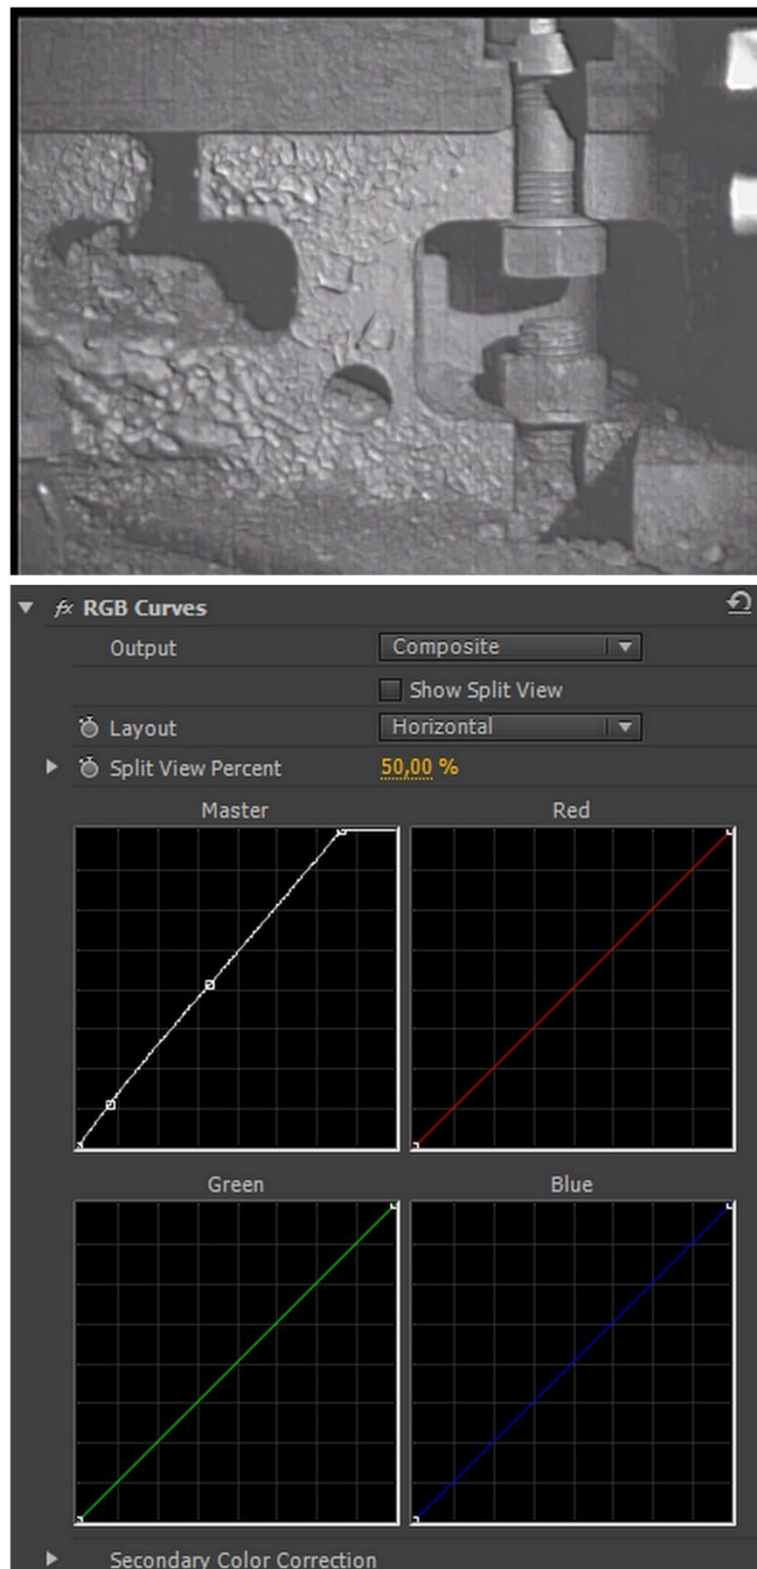 fx RGB Curves
Output Composite
Show Split View
Layout Horizontal
Split View Percent 50,00 %
Master Red
Green Blue
Secondary Color Correction